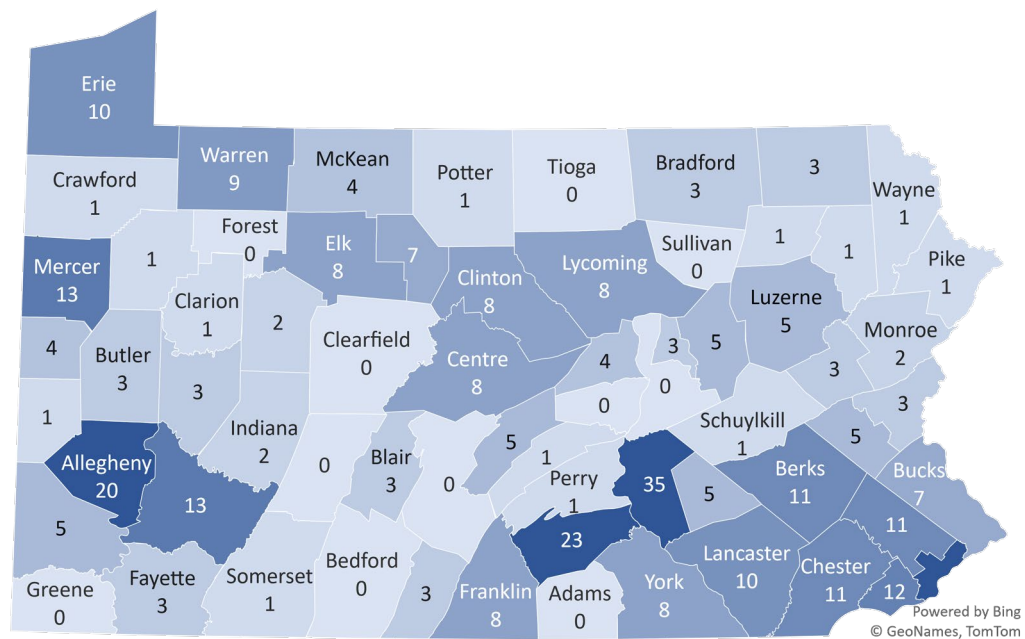 Erie
10
Warren
9
McKean
4
Potter
1
Tioga
0
Bradford
3
3
Wayne
1
Crawford
1
Forest
0
Elk
8
7
Clinton
8
Lycoming
8
Sullivan
0
1
1
Pike
1
Mercer
13
1
Clarion
1
2
Clearfield
0
Centre
8
4
3
5
Luzerne
5
Monroe
2
4
Butler
3
3
0
0
3
3
1
Indiana
2
0
Blair
3
0
5
1
Schuylkill
1
5
Allegheny
20
13
Perry
1
35
5
Berks
11
Bucks
7
5
23
Lancaster
10
11
Chester
11
12
Greene
0
Fayette
3
Somerset
1
Bedford
0
3
Franklin
8
Adams
0
York
8
Powered by Bing
© GeoNames, TomTom